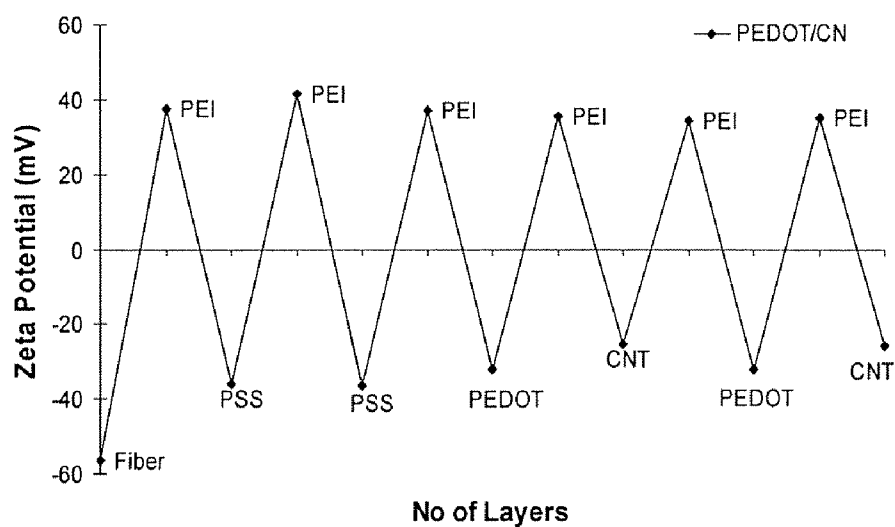 60
PEDOT/CN
40
PEI
PEI
PEI
PEI
PEI
PEI
20
0
-20
-40
-60
Zeta Potential (mV)
Fiber
PSS
PSS
PEDOT
CNT
PEDOT
CNT
No of Layers